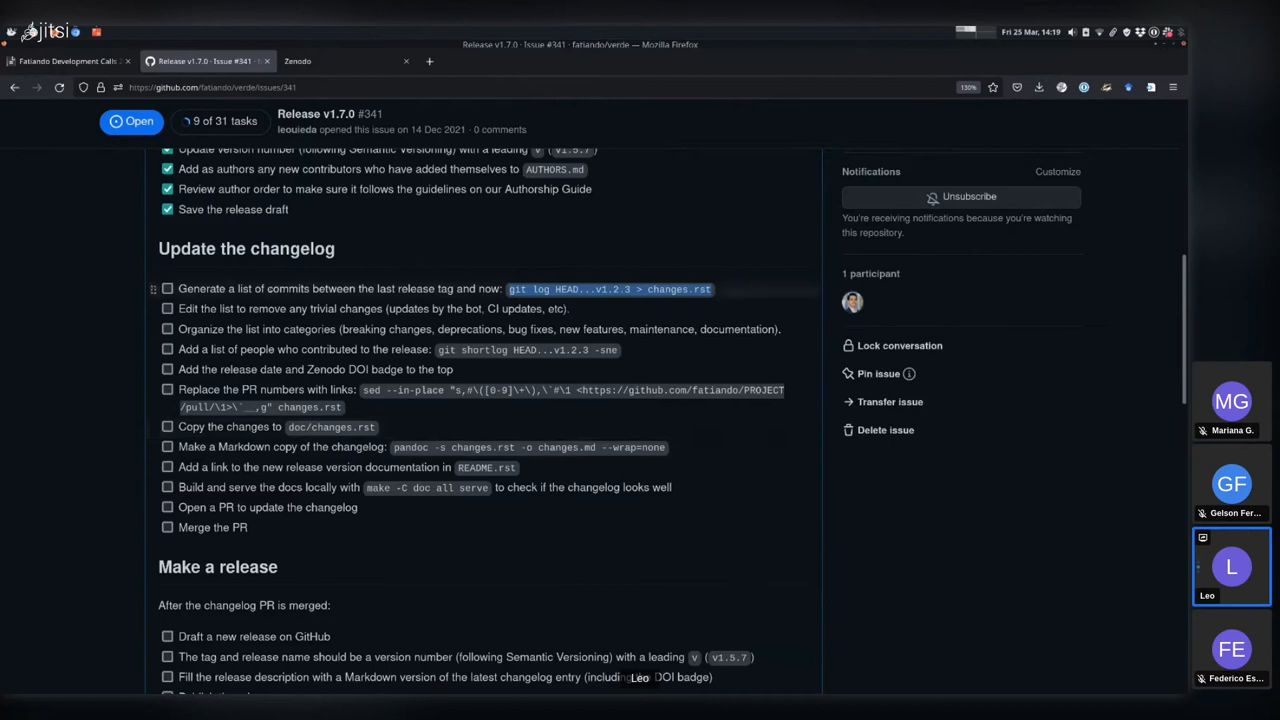 jitsi
Release v1.7.0 · Issue #341 · fatiando/verde — Mozilla Firefox
Fri 25 Mar, 14:19
Fatiando Development Calls 2
Release v1.7.0 · Issue #341 · f
Zenodo
https://github.com/fatiando/verde/issues/341
130%
Open
9 of 31 tasks
Release v1.7.0 #341
leouieda opened this issue on 14 Dec 2021 · 0 comments
Update version number (following Semantic Versioning) with a leading v (v1.5.7)
Add as authors any new contributors who have added themselves to AUTHORS.md
Review author order to make sure it follows the guidelines on our Authorship Guide
Save the release draft
Update the changelog
Generate a list of commits between the last release tag and now: git log HEAD...v1.2.3 > changes.rst
Edit the list to remove any trivial changes (updates by the bot, CI updates, etc).
Organize the list into categories (breaking changes, deprecations, bug fixes, new features, maintenance, documentation).
Add a list of people who contributed to the release: git shortlog HEAD...v1.2.3 -sne
Add the release date and Zenodo DOI badge to the top
Replace the PR numbers with links: sed --in-place "s,#\([0-9]\+\),\`#\1 <https://github.com/fatiando/PROJECT
/pull/\1>\`__,g" changes.rst
Copy the changes to doc/changes.rst
Make a Markdown copy of the changelog: pandoc -s changes.rst -o changes.md --wrap=none
Add a link to the new release version documentation in README.rst
Build and serve the docs locally with make -C doc all serve to check if the changelog looks well
Open a PR to update the changelog
Merge the PR
Make a release
After the changelog PR is merged:
Draft a new release on GitHub
The tag and release name should be a version number (following Semantic Versioning) with a leading v (v1.5.7)
Fill the release description with a Markdown version of the latest changelog entry (including DOI badge)
Leo
Notifications
Customize
Unsubscribe
You're receiving notifications because you're watching
this repository.
1 participant
Lock conversation
Pin issue
Transfer issue
Delete issue
MG
Mariana G.
GF
Gelson Fer...
L
Leo
FE
Federico Es...